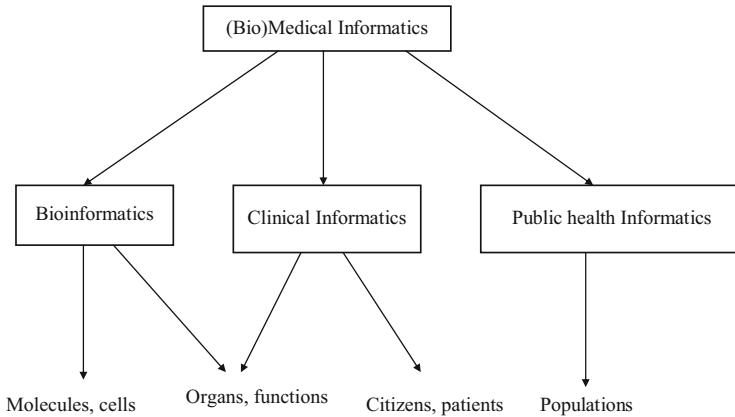 (Bio)Medical Informatics
Bioinformatics
Clinical Informatics
Public health Informatics
Molecules, cells
Organs, functions
Citizens, patients
Populations